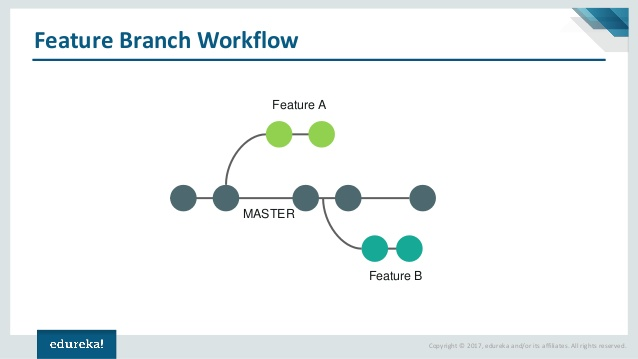 Feature Branch Workflow
Feature A
MASTER
Feature B
edureka!
Copyright © 2017, edureka and/or its affiliates. All rights reserved.